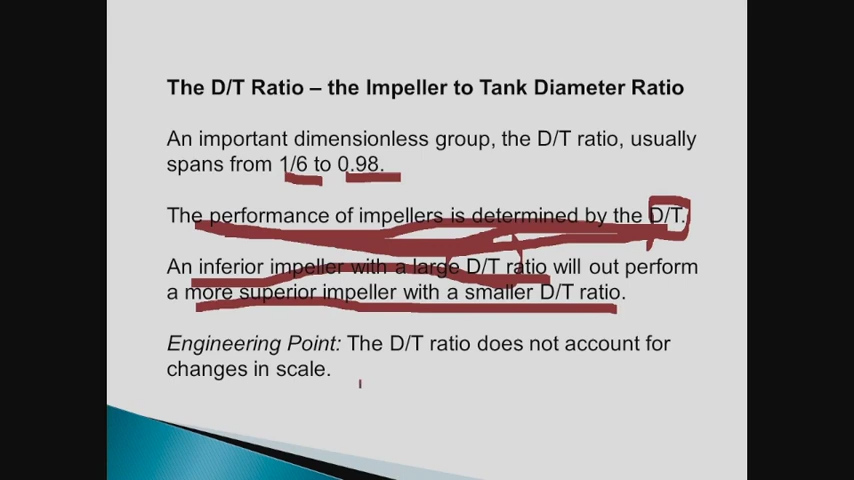 The D/T Ratio – the Impeller to Tank Diameter Ratio
An important dimensionless group, the D/T ratio, usually
spans from 1/6 to 0.98.
The performance of impellers is determined by the D/T.
An inferior impeller with a large D/T ratio will out perform
a more superior impeller with a smaller D/T ratio.
Engineering Point: The D/T ratio does not account for
changes in scale.